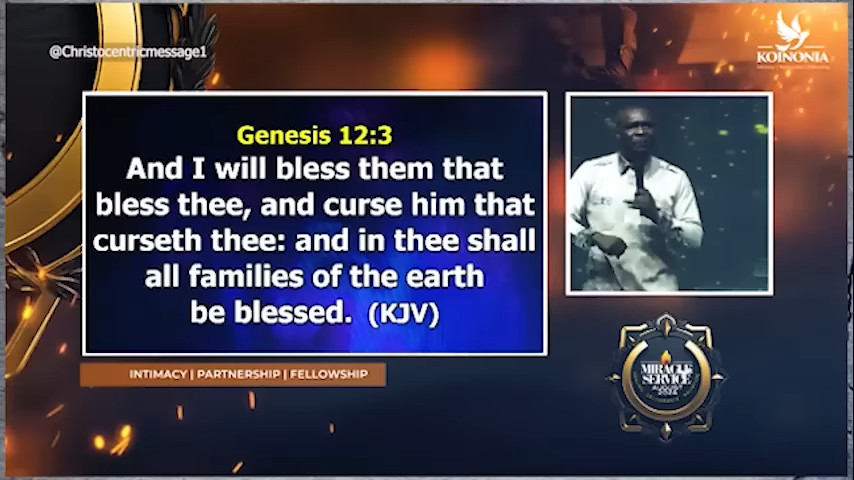 @Christocentricmessage1
KOINONIA
Genesis 12:3
And I will bless them that
bless thee, and curse him that
curseth thee: and in thee shall
all families of the earth
be blessed. (KJV)
INTIMACY | PARTNERSHIP | FELLOWSHIP
MIRACLE
SERVICE
AUGUST